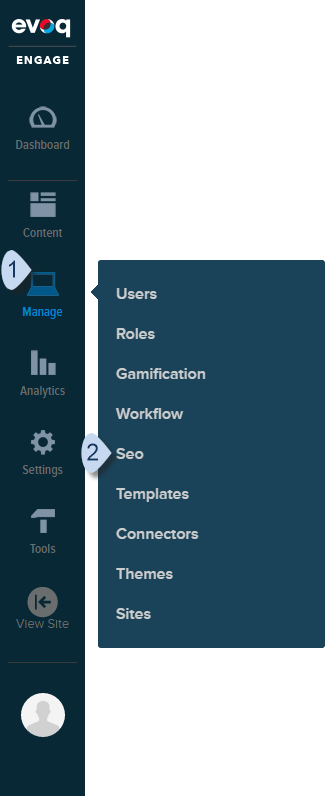 evoq
ENGAGE
Dashboard
Content
1
Manage
Analytics
Settings
Tools
View Site
Users
Roles
Gamification
Workflow
2
Seo
Templates
Connectors
Themes
Sites